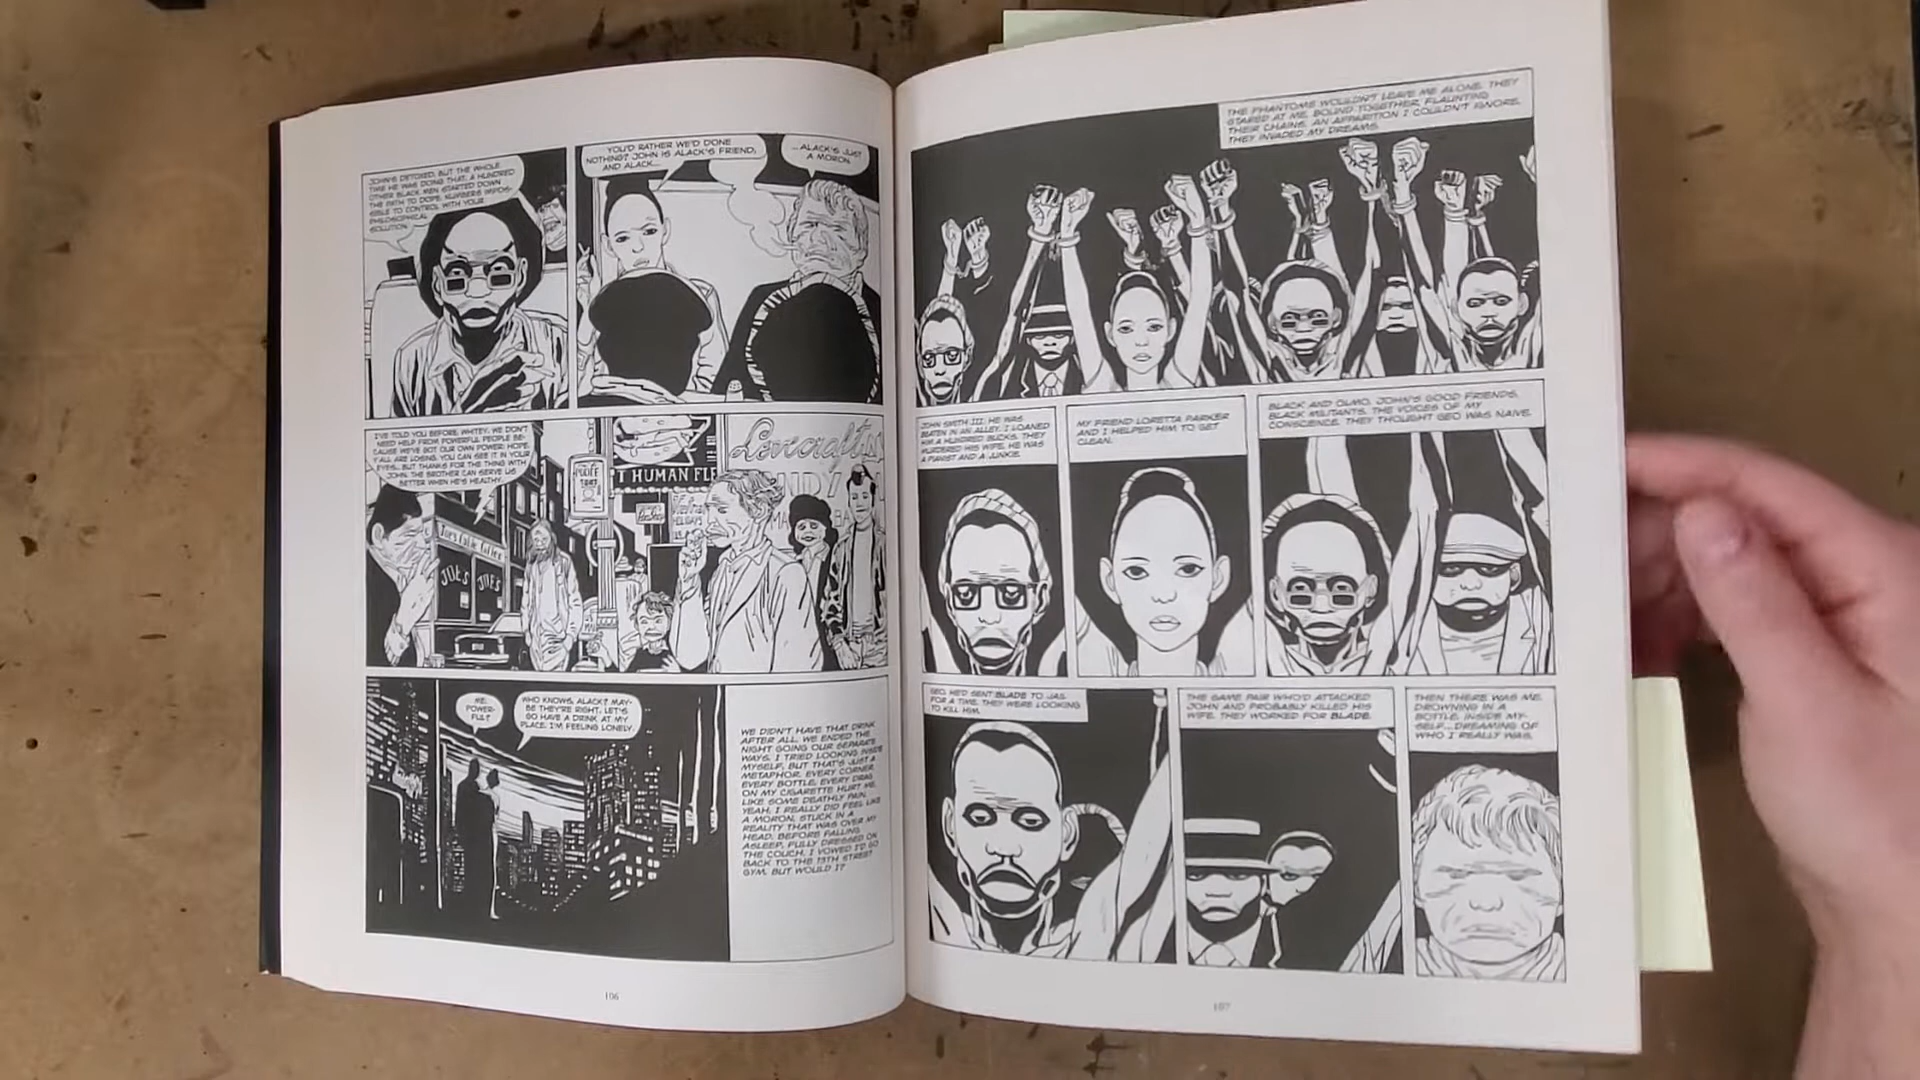 JOHN'S DETOXED, BUT THE WHOLE
TIME HE WAS DOING THAT, A HUNDRED
OTHER BLACK MEN STARTED DOWN
THE PATH TO DOPE. NUMBERS IMPOS-
SIBLE TO CONTROL WITH YOUR
PHILOSOPHICAL
SOLUTION.
YOU'D RATHER WE'D DONE
NOTHING? JOHN IS ALACK'S FRIEND,
AND ALACK...
...ALACK'S JUST
A MORON.
I'VE TOLD YOU BEFORE, WHITEY. WE DON'T
NEED HELP FROM POWERFUL PEOPLE BE-
CAUSE WE'VE GOT OUR OWN POWER: HOPE.
Y'ALL ARE LOSING. YOU CAN SEE IT IN YOUR
EYES. BUT THANKS FOR THE THING WITH
JOHN. THE BROTHER CAN SERVE US
BETTER WHEN HE'S HEALTHY.
T HUMAN FLE
Lovecraft's
NDY
JOE'S
JOE'S
ME,
POWER-
FUL?
WHO KNOWS, ALACK? MAY-
BE THEY'RE RIGHT. LET'S
GO HAVE A DRINK AT MY
PLACE. I'M FEELING LONELY.
WE DIDN'T HAVE THAT DRINK
AFTER ALL. WE ENDED THE
NIGHT GOING OUR SEPARATE
WAYS. I TRIED LOOKING INSIDE
MYSELF, BUT THAT'S JUST A
METAPHOR. EVERY CORNER,
EVERY BOTTLE, EVERY DRAG
ON MY CIGARETTE HURT ME
LIKE SOME DEATHLY PAIN.
YEAH, I REALLY DID FEEL LIKE
A MORON, STUCK IN A
REALITY THAT WAS OVER MY
HEAD. BEFORE FALLING
ASLEEP, FULLY DRESSED ON
THE COUCH, I VOWED I'D GO
BACK TO THE 13TH STREET
GYM. BUT WOULD I?
106
THE PHANTOMS WOULDN'T LEAVE ME ALONE. THEY
STARED AT ME, BOUND TOGETHER, FLAUNTING
THEIR CHAINS. AN APPARITION I COULDN'T IGNORE.
THEY INVADED MY DREAMS.
JOHN SMITH III. HE WAS
BEATEN IN AN ALLEY. I LOANED
HIM A HUNDRED BUCKS. THEY
MURDERED HIS WIFE. HE WAS
A PIANIST AND A JUNKIE.
MY FRIEND LORETTA PARKER
AND I HELPED HIM TO GET
CLEAN.
BLACK AND OLMO. JOHN'S GOOD FRIENDS.
BLACK MILITANTS. THE VOICES OF MY
CONSCIENCE. THEY THOUGHT GEO WAS NAIVE.
GEO. HE'D SENT BLADE TO JAIL
FOR A TIME. THEY WERE LOOKING
TO KILL HIM.
THE SAME PAIR WHO'D ATTACKED
JOHN AND PROBABLY KILLED HIS
WIFE. THEY WORKED FOR BLADE.
THEN THERE WAS ME,
DROWNING IN A
BOTTLE, INSIDE MY-
SELF... DREAMING OF
WHO I REALLY WAS.
107